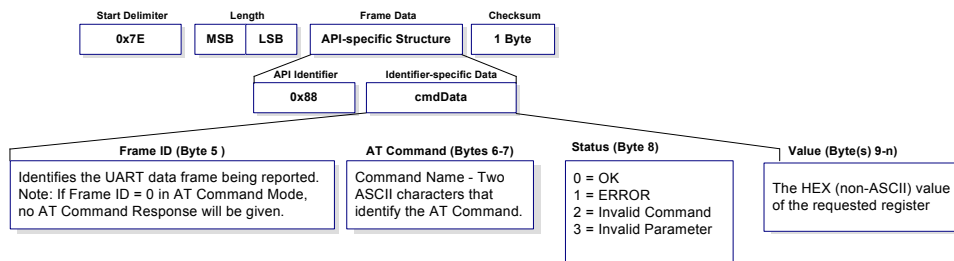 Start Delimiter
Length
Frame Data
Checksum
0x7E
MSB
LSB
API-specific Structure
1 Byte
API Identifier
Identifier-specific Data
0x88
cmdData
Frame ID (Byte 5 )
Identifies the UART data frame being reported.
Note: If Frame ID = 0 in AT Command Mode,
no AT Command Response will be given.
AT Command (Bytes 6-7)
Command Name - Two
ASCII characters that
identify the AT Command.
Status (Byte 8)
0 = OK
1 = ERROR
2 = Invalid Command
3 = Invalid Parameter
Value (Byte(s) 9-n)
The HEX (non-ASCII) value
of the requested register